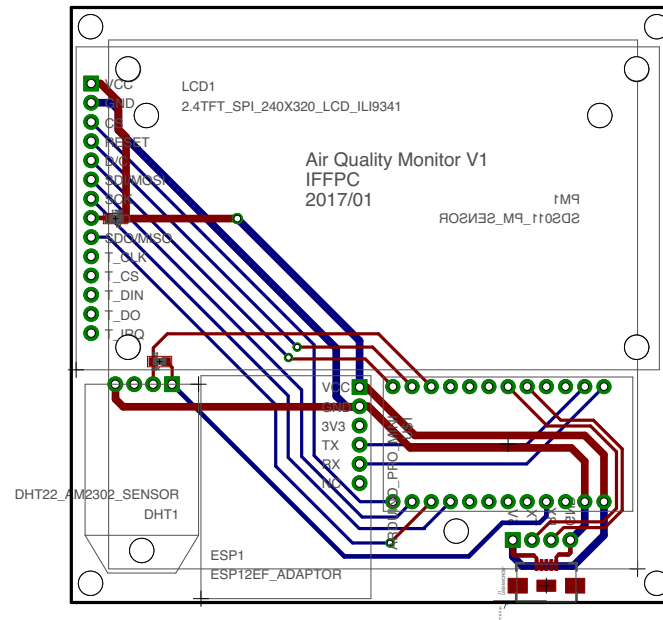 VCC
LCD1
GND
2.4TFT_SPI_240X320_LCD_ILI9341
CS
RESET
D/C
SDI/MOSI
SCK
SDO/MISO
T_CLK
T_CS
T_DIN
T_DO
T_IRQ
Air Quality Monitor V1
IFFPC
2017/01
PM1
SDS011_PM_SENSOR
VCC
GND
3V3
TX
RX
NC
DHT22_AM2302_SENSOR
DHT1
ESP1
ESP12EF_ADAPTOR